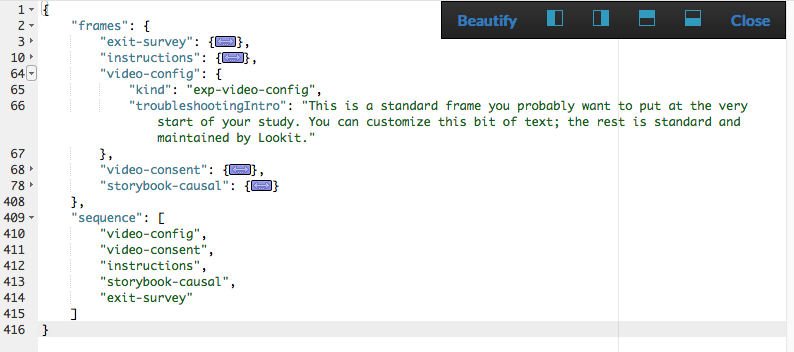 Beautify Close
1 {
2 "frames": {
3 "exit-survey": {},
10 "instructions": {},
64 "video-config": {
65 "kind": "exp-video-config",
66 "troubleshootingIntro": "This is a standard frame you probably want to put at the very
start of your study. You can customize this bit of text; the rest is standard and
maintained by Lookit."
67 },
68 "video-consent": {},
78 "storybook-causal": {}
408 },
409 "sequence": [
410 "video-config",
411 "video-consent",
412 "instructions",
413 "storybook-causal",
414 "exit-survey"
415 ]
416 }